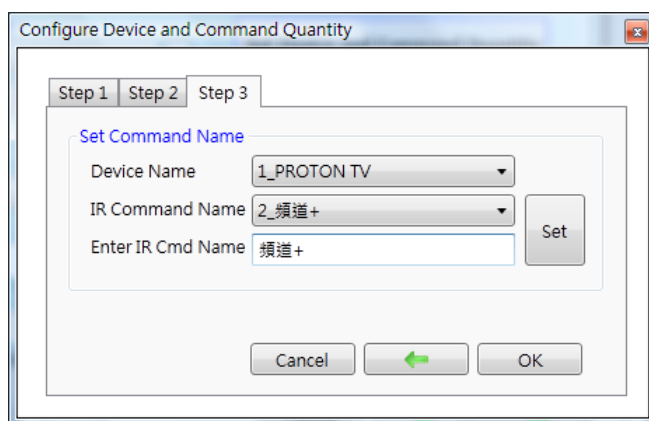 Configure Device and Command Quantity
Step 1 Step 2 Step 3
Set Command Name
Device Name 1_PROTON TV
IR Command Name 2_頻道+
Set
Enter IR Cmd Name 頻道+
Cancel OK